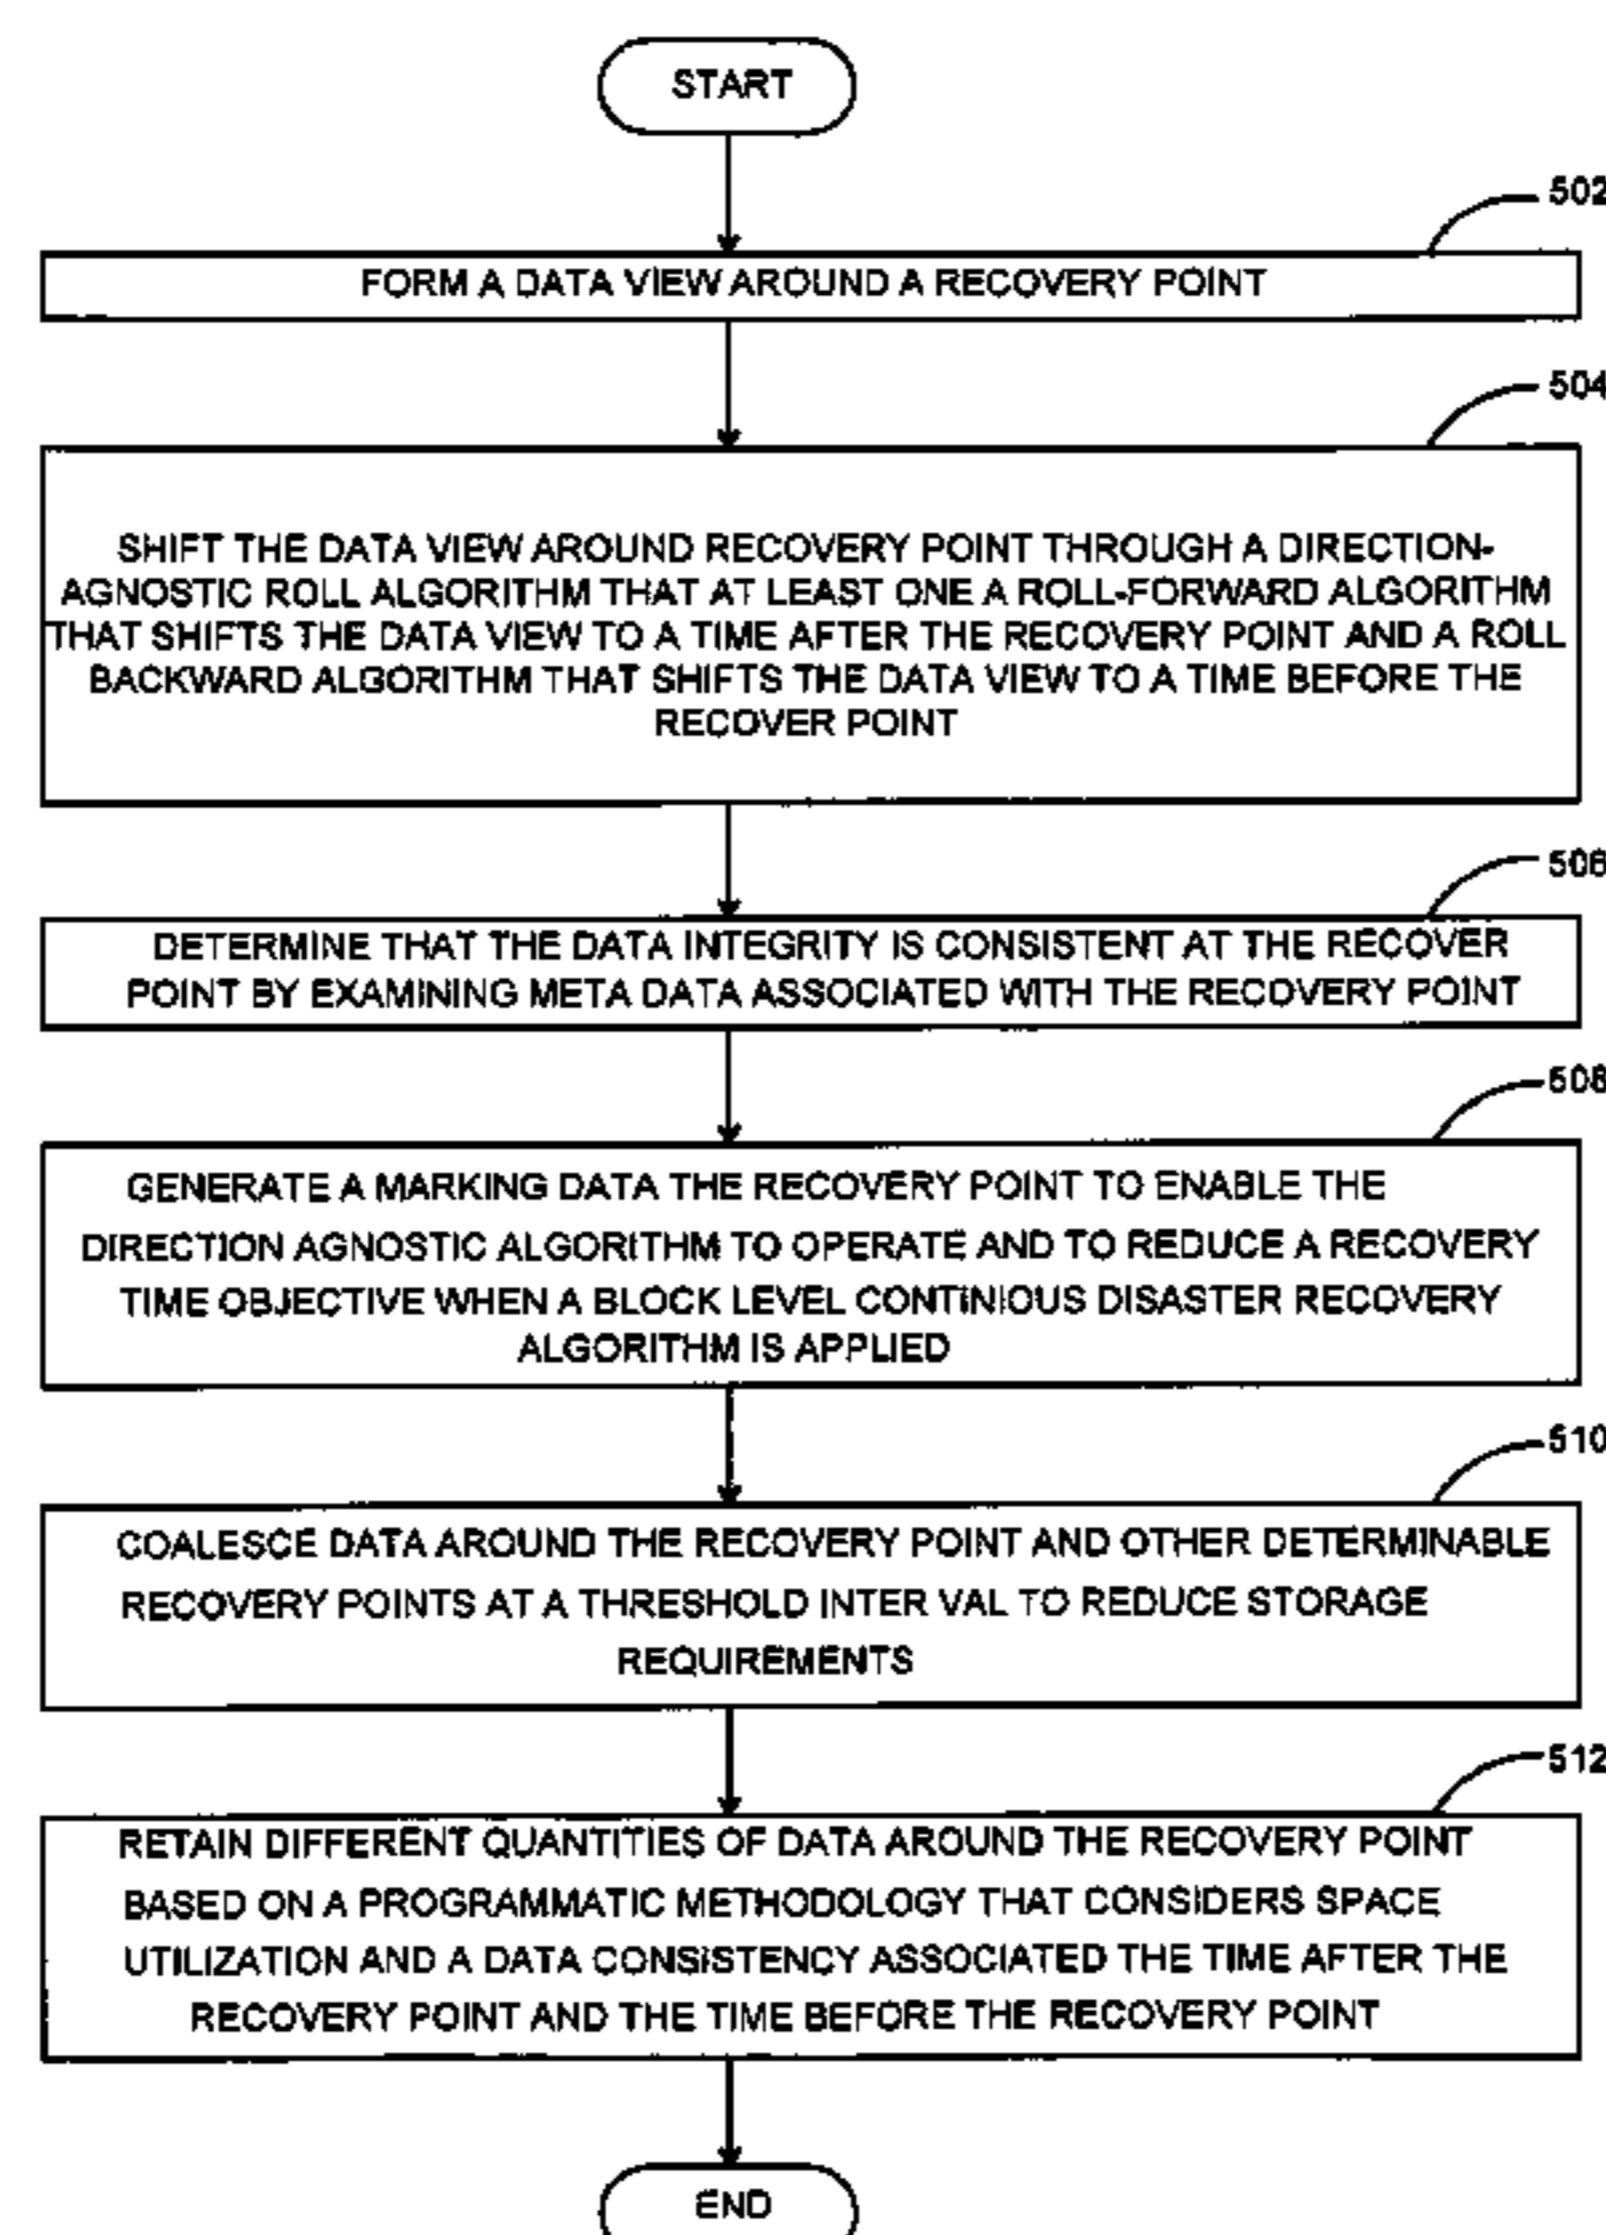 START
502
FORM A DATA VIEW AROUND A RECOVERY POINT
504
SHIFT THE DATA VIEW AROUND RECOVERY POINT THROUGH A DIRECTION-
AGNOSTIC ROLL ALGORITHM THAT AT LEAST ONE A ROLL-FORWARD ALGORITHM
THAT SHIFTS THE DATA VIEW TO A TIME AFTER THE RECOVERY POINT AND A ROLL
BACKWARD ALGORITHM THAT SHIFTS THE DATA VIEW TO A TIME BEFORE THE
RECOVER POINT
506
DETERMINE THAT THE DATA INTEGRITY IS CONSISTENT AT THE RECOVER
POINT BY EXAMINING META DATA ASSOCIATED WITH THE RECOVERY POINT
508
GENERATE A MARKING DATA THE RECOVERY POINT TO ENABLE THE
DIRECTION AGNOSTIC ALGORITHM TO OPERATE AND TO REDUCE A RECOVERY
TIME OBJECTIVE WHEN A BLOCK LEVEL CONTINIOUS DISASTER RECOVERY
ALGORITHM IS APPLIED
510
COALESCE DATA AROUND THE RECOVERY POINT AND OTHER DETERMINABLE
RECOVERY POINTS AT A THRESHOLD INTER VAL TO REDUCE STORAGE
REQUIREMENTS
512
RETAIN DIFFERENT QUANTITIES OF DATA AROUND THE RECOVERY POINT
BASED ON A PROGRAMMATIC METHODOLOGY THAT CONSIDERS SPACE
UTILIZATION AND A DATA CONSISTENCY ASSOCIATED THE TIME AFTER THE
RECOVERY POINT AND THE TIME BEFORE THE RECOVERY POINT
END